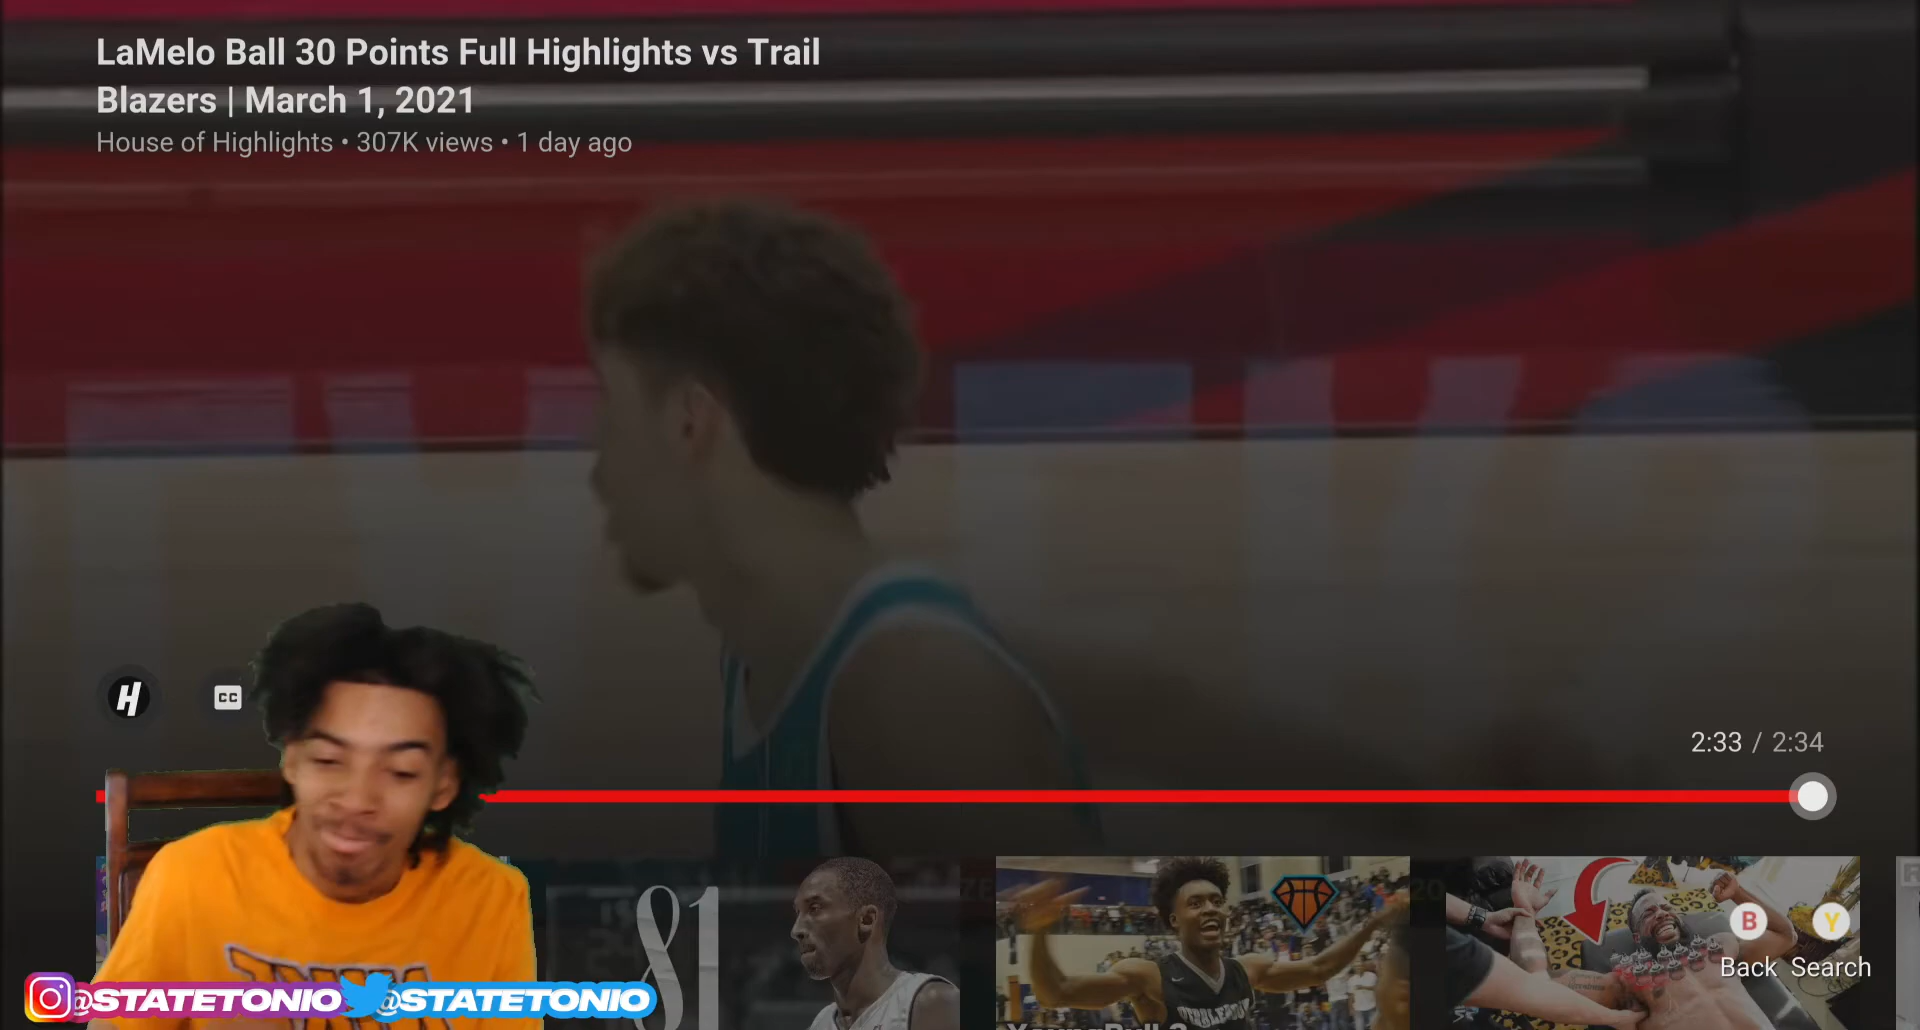 LaMelo Ball 30 Points Full Highlights vs Trail
Blazers | March 1, 2021
House of Highlights • 307K views • 1 day ago
H
CC
2:33 / 2:34
81
B
Y
Back
Search
@STATETONIO
@STATETONIO